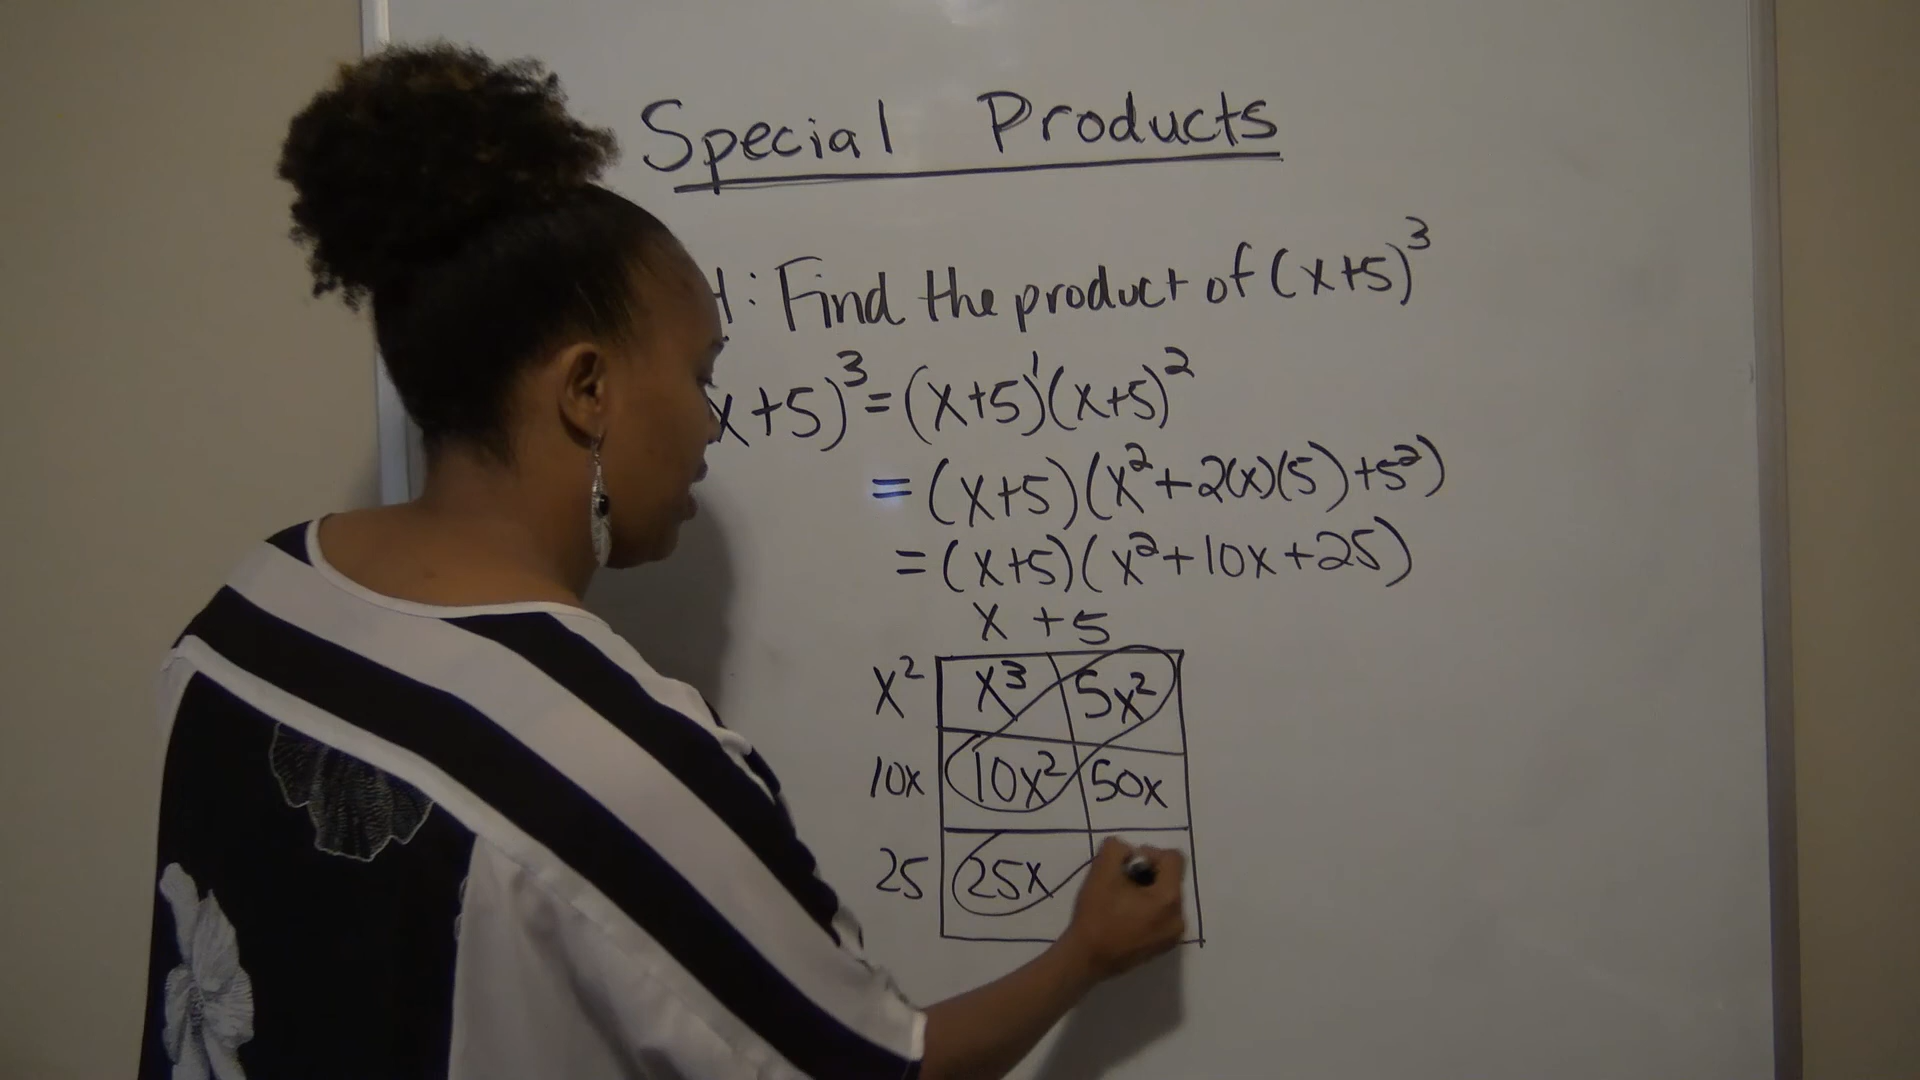 Special Products
: Find the product of (x+5)³
x+5)³=(x+5)¹(x+5)²
=(x+5)(x²+2(x)(5)+5²)
=(x+5)(x²+10x+25)
x +5
x² x³ 5x²
10x 10x² 50x
25 25x